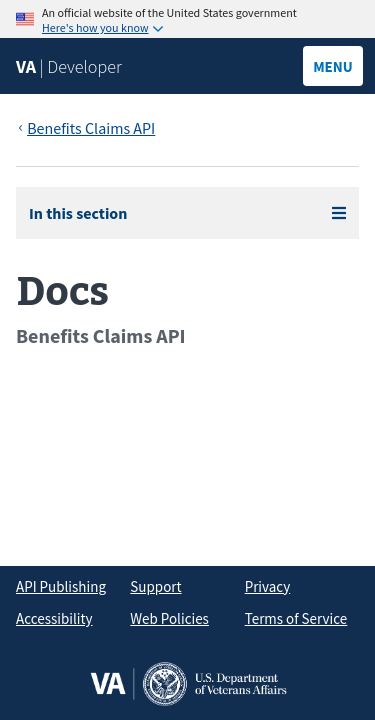 An official website of the United States government
Here's how you know
VA | Developer
MENU
‹ Benefits Claims API
In this section
Docs
Benefits Claims API
API Publishing
Support
Privacy
Accessibility
Web Policies
Terms of Service
VA
U.S. Department
of Veterans Affairs